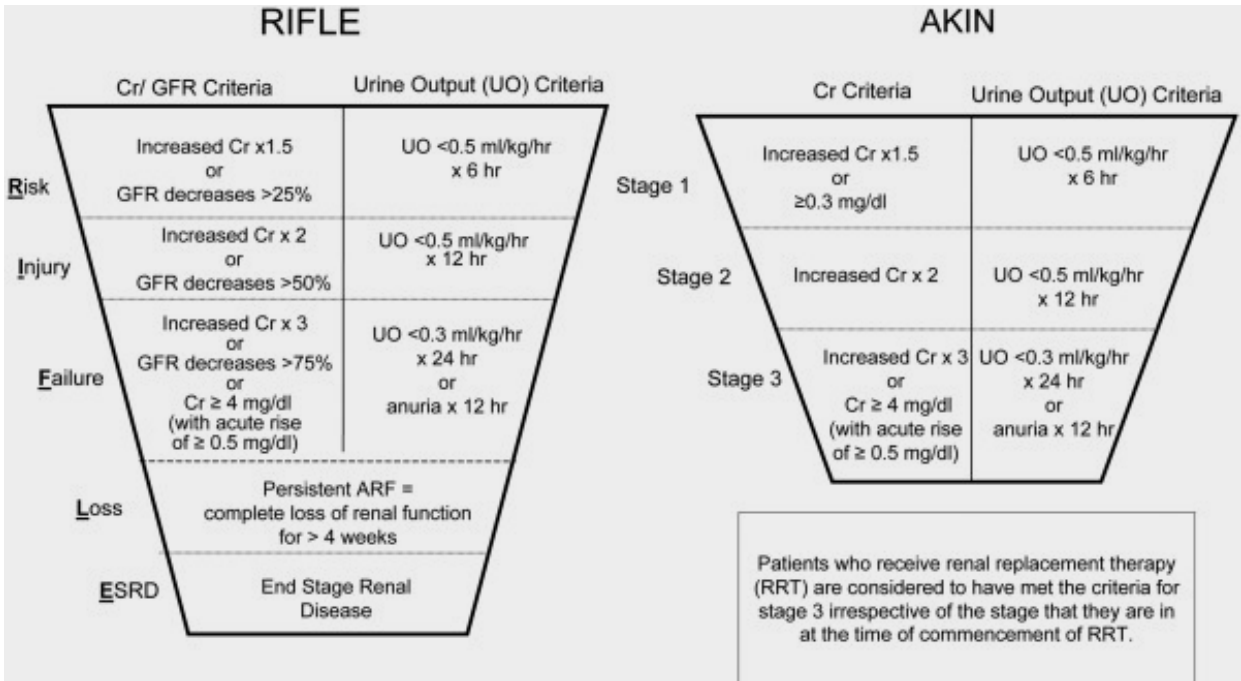 RIFLE
Cr/ GFR Criteria
Urine Output (UO) Criteria
Risk
Increased Cr x1.5
or
GFR decreases >25%
UO <0.5 ml/kg/hr
x 6 hr
Injury
Increased Cr x 2
or
GFR decreases >50%
UO <0.5 ml/kg/hr
x 12 hr
Failure
Increased Cr x 3
or
GFR decreases >75%
or
Cr ≥ 4 mg/dl
(with acute rise
of ≥ 0.5 mg/dl)
UO <0.3 ml/kg/hr
x 24 hr
or
anuria x 12 hr
Loss
Persistent ARF =
complete loss of renal function
for > 4 weeks
ESRD
End Stage Renal
Disease
AKIN
Cr Criteria
Urine Output (UO) Criteria
Stage 1
Increased Cr x1.5
or
≥0.3 mg/dl
UO <0.5 ml/kg/hr
x 6 hr
Stage 2
Increased Cr x 2
UO <0.5 ml/kg/hr
x 12 hr
Stage 3
Increased Cr x 3
or
Cr ≥ 4 mg/dl
(with acute rise
of ≥ 0.5 mg/dl)
UO <0.3 ml/kg/hr
x 24 hr
or
anuria x 12 hr
Patients who receive renal replacement therapy
(RRT) are considered to have met the criteria for
stage 3 irrespective of the stage that they are in
at the time of commencement of RRT.